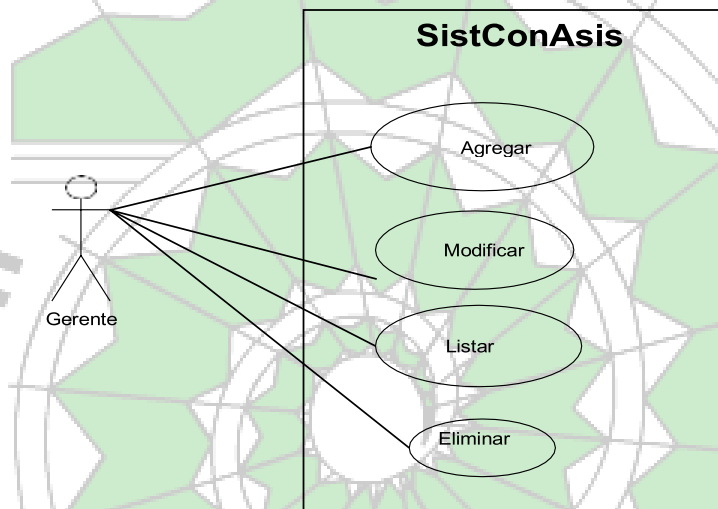 SistConAsis
Agregar
Modificar
Gerente
Listar
Eliminar